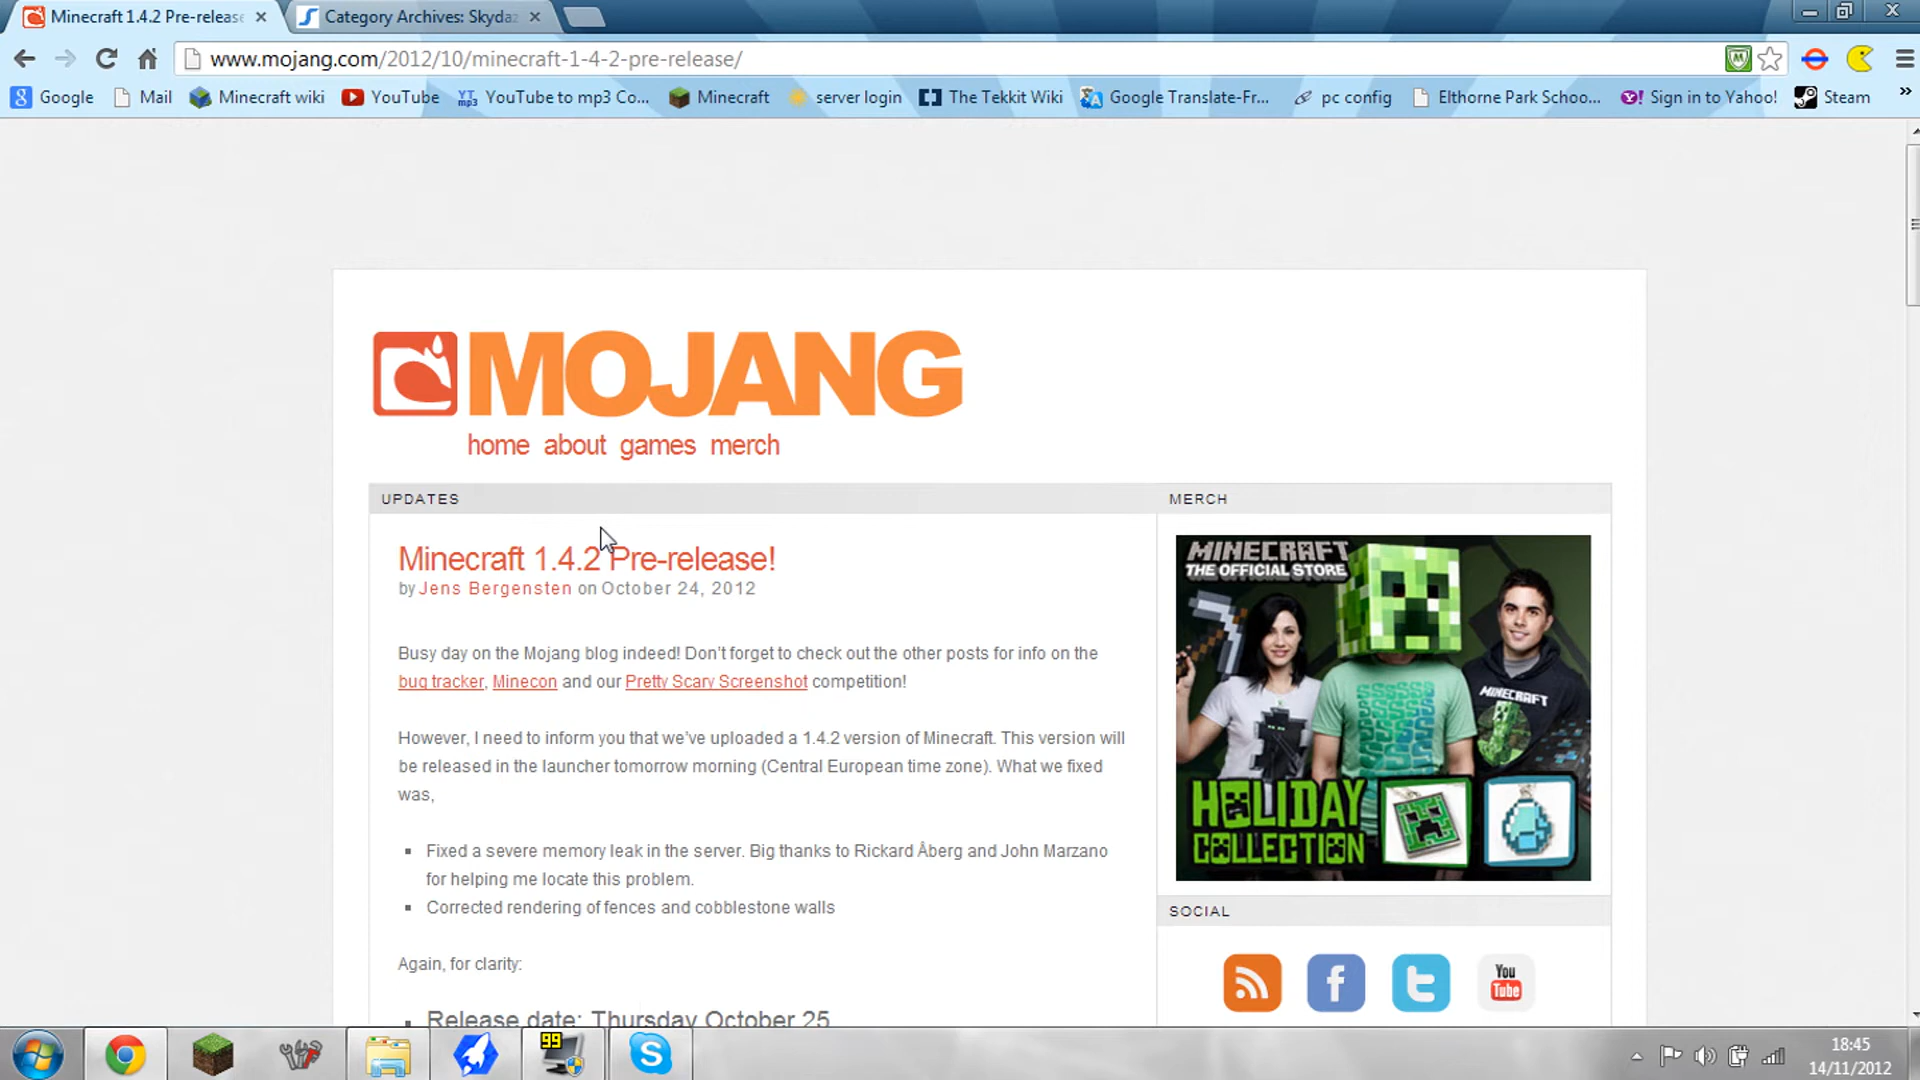 Minecraft 1.4.2 Pre-release
Category Archives: Skydaz
www.mojang.com/2012/10/minecraft-1-4-2-pre-release/
Google Mail Minecraft wiki YouTube YouTube to mp3 Co... Minecraft server login The Tekkit Wiki Google Translate-Fr... pc config Elthorne Park Schoo... Sign in to Yahoo! Steam »
MOJANG
home about games merch
UPDATES
Minecraft 1.4.2 Pre-release!
by Jens Bergensten on October 24, 2012
Busy day on the Mojang blog indeed! Don't forget to check out the other posts for info on the
bug tracker, Minecon and our Pretty Scary Screenshot competition!
However, I need to inform you that we've uploaded a 1.4.2 version of Minecraft. This version will
be released in the launcher tomorrow morning (Central European time zone). What we fixed
was,
Fixed a severe memory leak in the server. Big thanks to Rickard Åberg and John Marzano
for helping me locate this problem.
Corrected rendering of fences and cobblestone walls
Again, for clarity:
Release date: Thursday October 25
MERCH
MINECRAFT
THE OFFICIAL STORE
MINECRAFT
HOLIDAY
COLLECTION
SOCIAL
You
Tube
99
18:45
14/11/2012